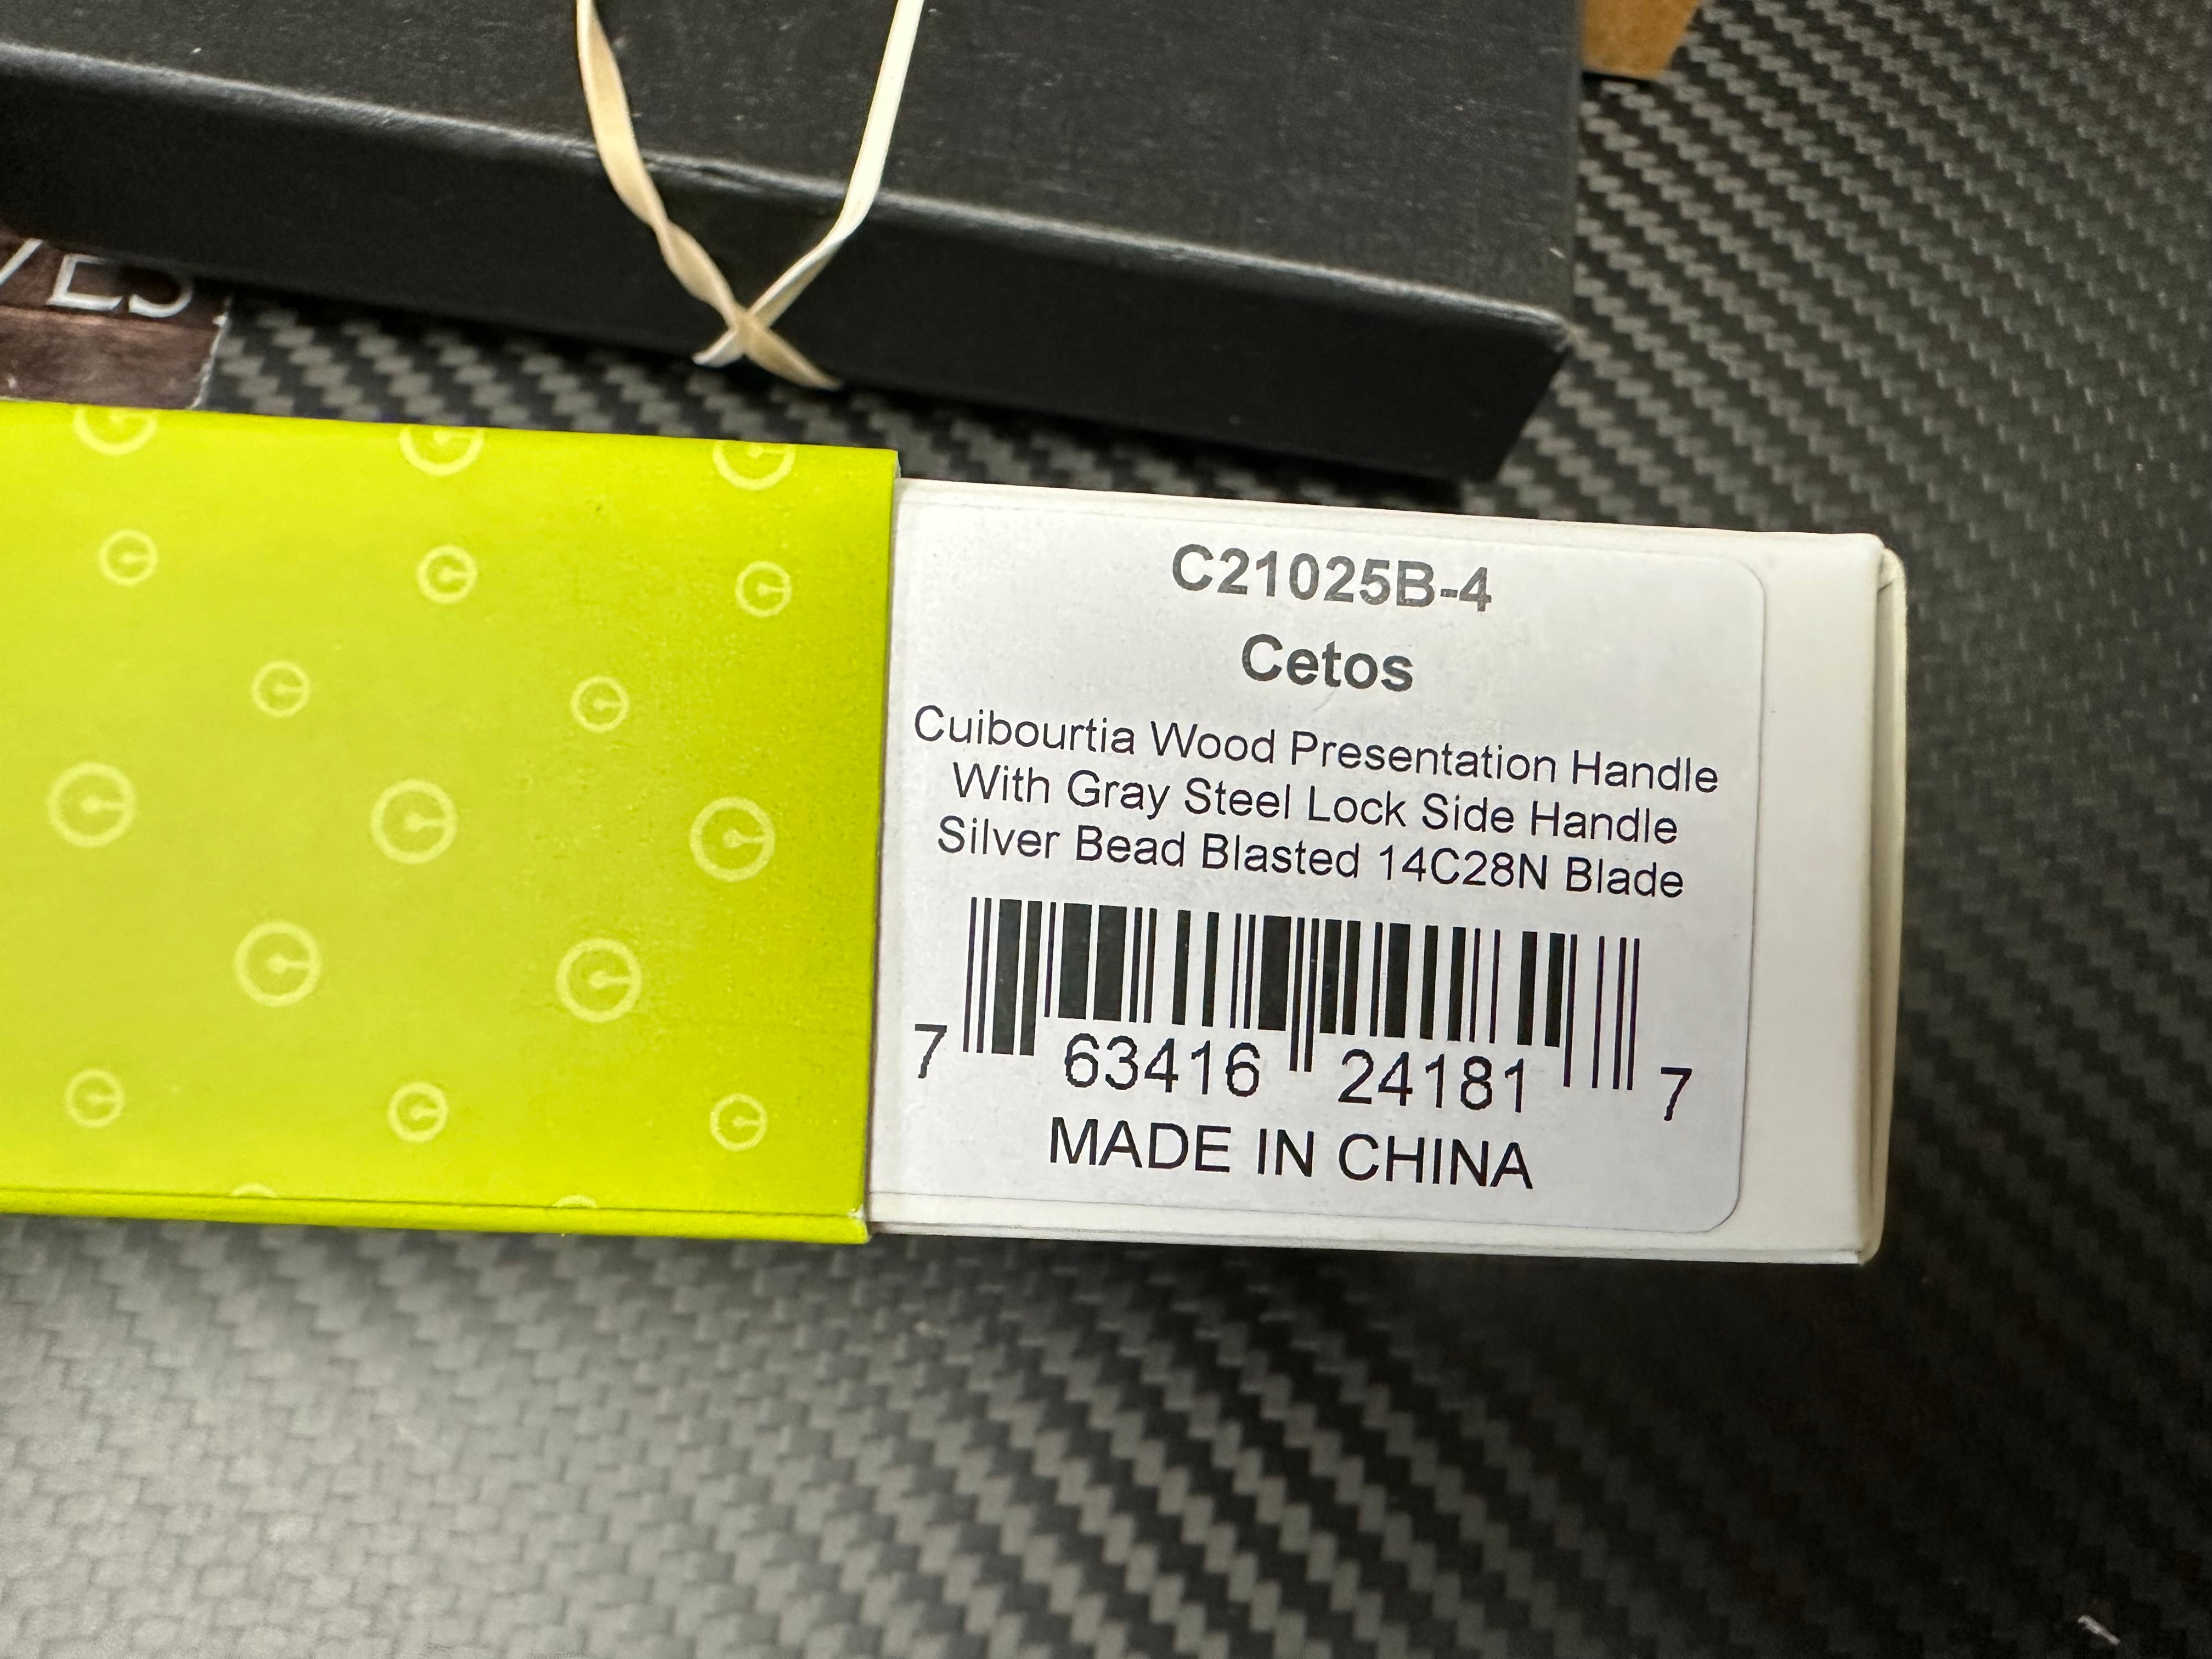 C21025B-4
Cetos
Cuibourtia Wood Presentation Handle
With Gray Steel Lock Side Handle
Silver Bead Blasted 14C28N Blade
7 63416 24181 7
MADE IN CHINA